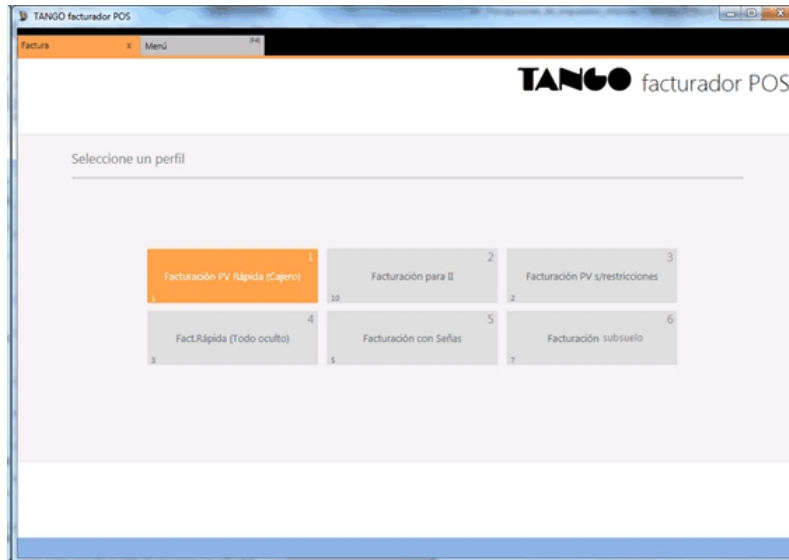 TANGO facturador POS
Factura X Menú
TANGO facturador POS
Seleccione un perfil
1
Facturación PV Rápida (Cajero)
1
2
Facturación para II
10
3
Facturación PV s/restricciones
2
4
Fact.Rápida (Todo oculto)
3
5
Facturación con Señas
5
6
Facturación subsuelo
7